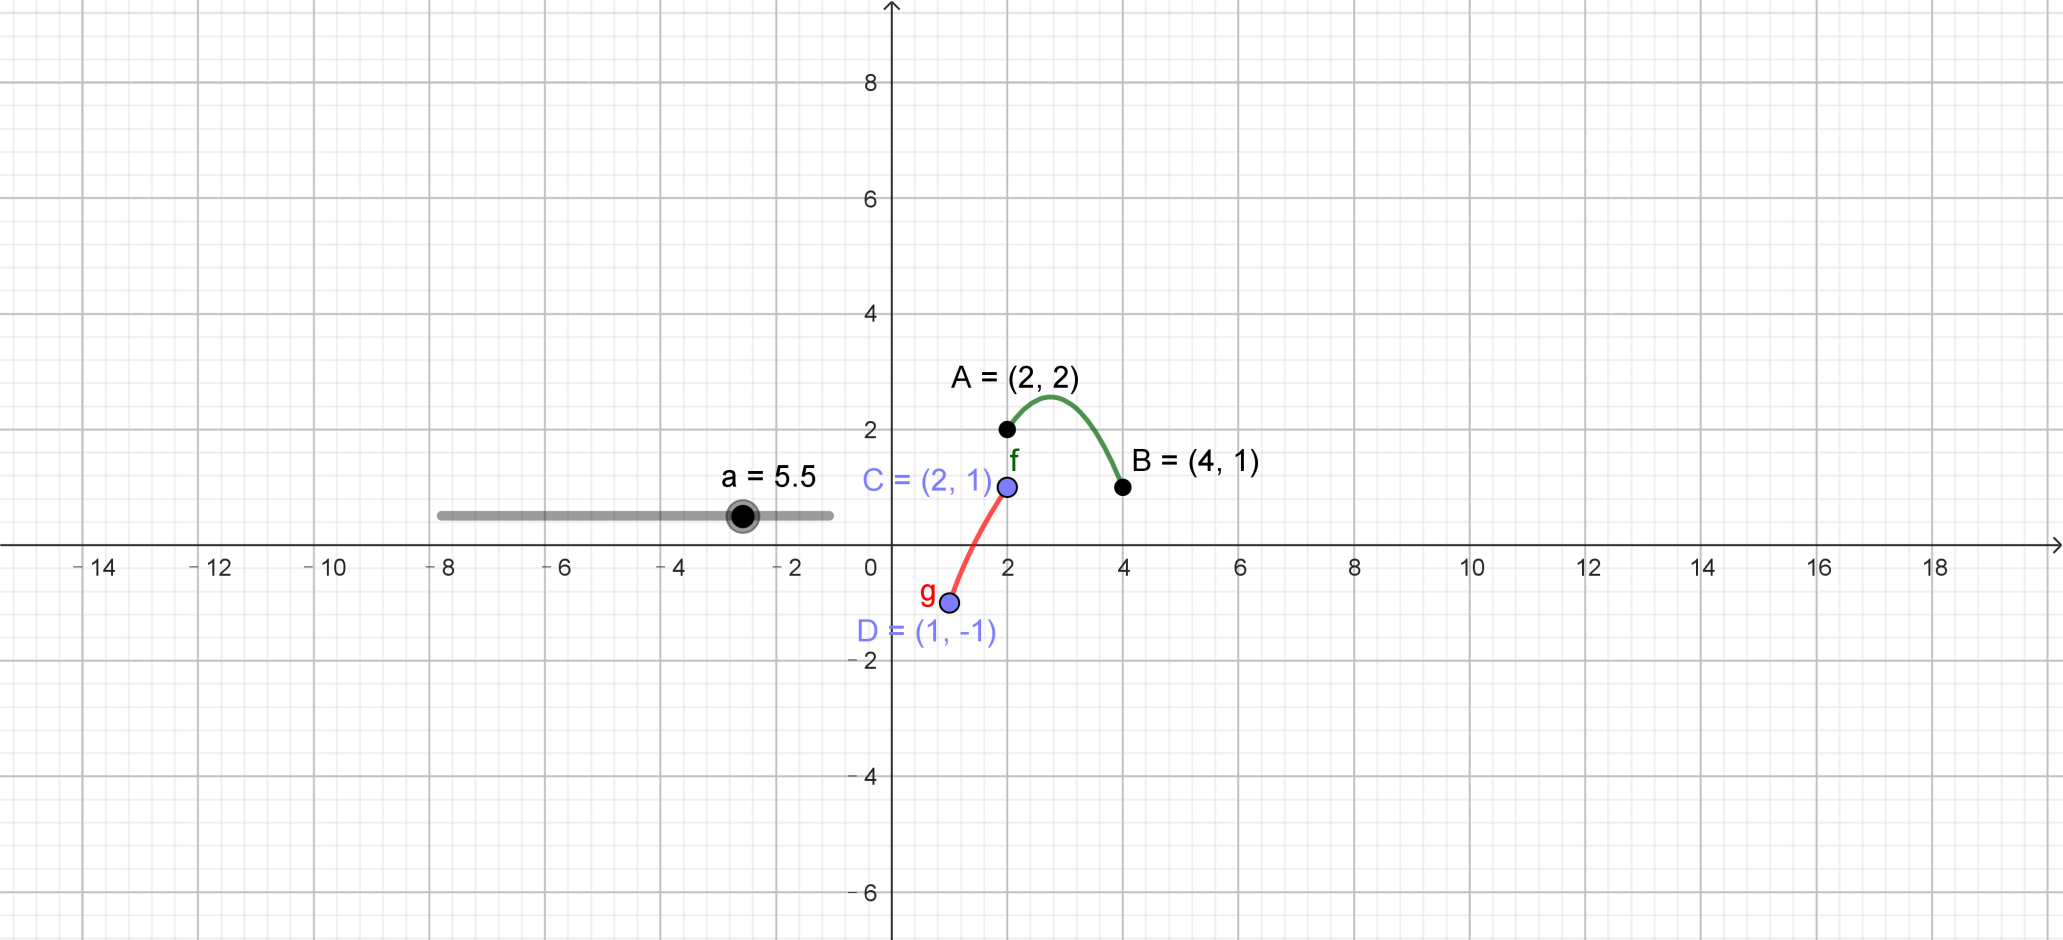 8
6
4
A = (2, 2)
2
f
B = (4, 1)
a = 5.5
C = (2, 1)
− 14 − 12 − 10 − 8 − 6 − 4 − 2 0 2 4 6 8 10 12 14 16 18
g
D = (1, -1)
− 2
− 4
− 6